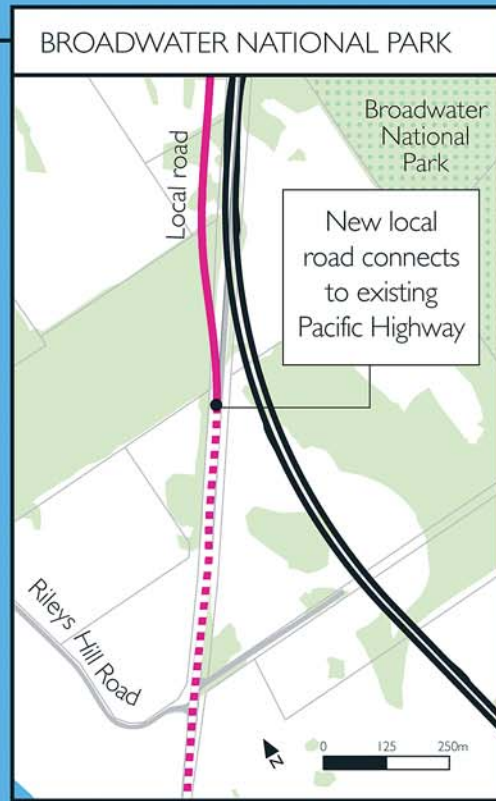 BROADWATER NATIONAL PARK
Local road
Broadwater
National
Park
New local
road connects
to existing
Pacific Highway
Rileys Hill Road
N
0 125 250m